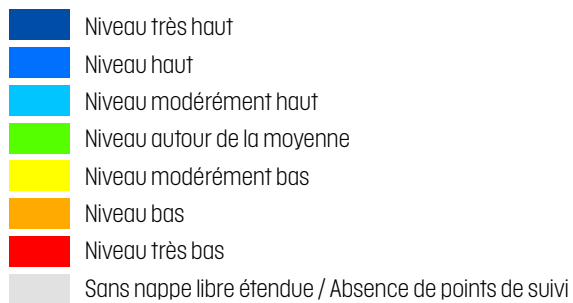 Niveau très haut
Niveau haut
Niveau modérément haut
Niveau autour de la moyenne
Niveau modérément bas
Niveau bas
Niveau très bas
Sans nappe libre étendue / Absence de points de suivi